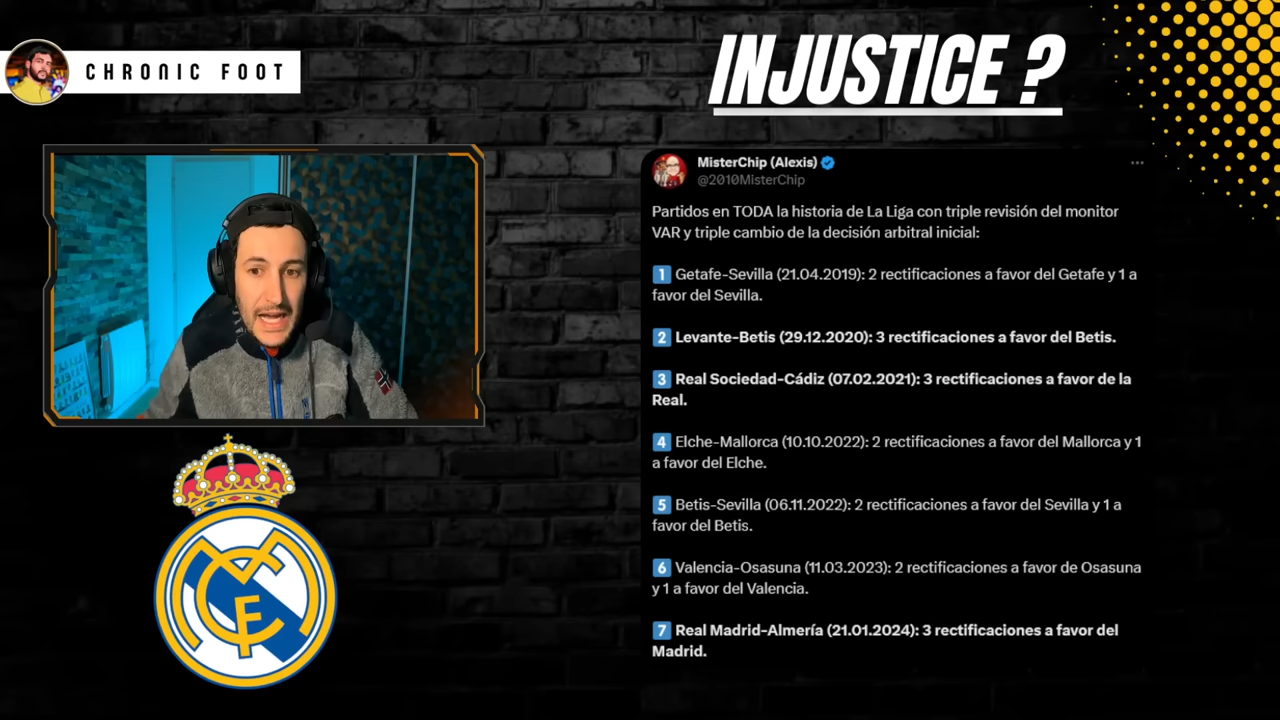 CHRONIC FOOT
INJUSTICE ?
MisterChip (Alexis)
@2010MisterChip
Partidos en TODA la historia de La Liga con triple revisión del monitor
VAR y triple cambio de la decisión arbitral inicial:
1 Getafe-Sevilla (21.04.2019): 2 rectificaciones a favor del Getafe y 1 a
favor del Sevilla.
2 Levante-Betis (29.12.2020): 3 rectificaciones a favor del Betis.
3 Real Sociedad-Cádiz (07.02.2021): 3 rectificaciones a favor de la
Real.
4 Elche-Mallorca (10.10.2022): 2 rectificaciones a favor del Mallorca y 1
a favor del Elche.
5 Betis-Sevilla (06.11.2022): 2 rectificaciones a favor del Sevilla y 1 a
favor del Betis.
6 Valencia-Osasuna (11.03.2023): 2 rectificaciones a favor de Osasuna
y 1 a favor del Valencia.
7 Real Madrid-Almería (21.01.2024): 3 rectificaciones a favor del
Madrid.